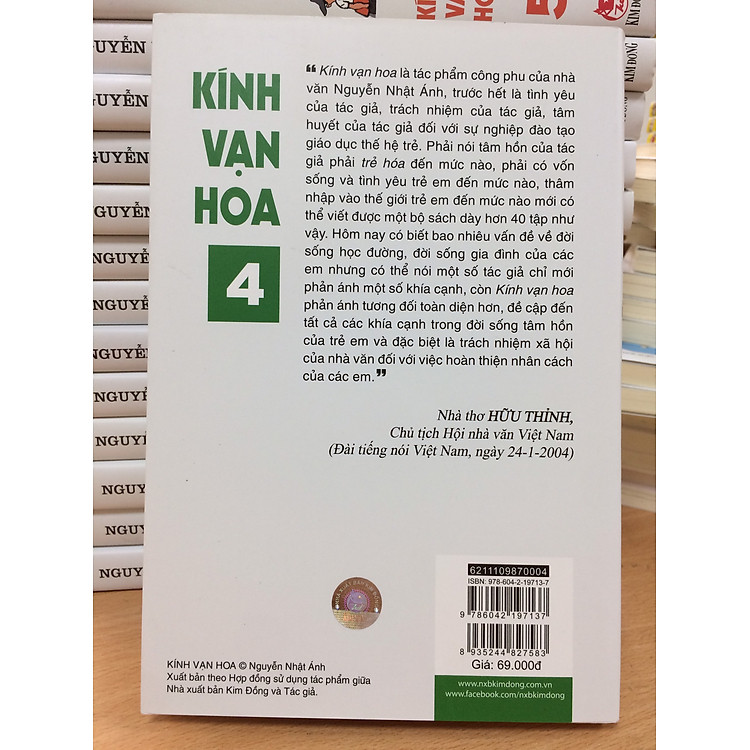 KÍNH
VẠN
HOA
4
❝ Kính vạn hoa là tác phẩm công phu của nhà
văn Nguyễn Nhật Ánh, trước hết là tình yêu
của tác giả, trách nhiệm của tác giả, tâm
huyết của tác giả đối với sự nghiệp đào tạo
giáo dục thế hệ trẻ. Phải nói tâm hồn của tác
giả phải trẻ hóa đến mức nào, phải có vốn
sống và tình yêu trẻ em đến mức nào, thâm
nhập vào thế giới trẻ em đến mức nào mới có
thể viết được một bộ sách dày hơn 40 tập như
vậy. Hôm nay có biết bao nhiêu vấn đề về đời
sống học đường, đời sống gia đình của các
em nhưng có thể nói một số tác giả chỉ mới
phản ánh một số khía cạnh, còn Kính vạn hoa
phản ánh tương đối toàn diện hơn, đề cập đến
tất cả các khía cạnh trong đời sống tâm hồn
của trẻ em và đặc biệt là trách nhiệm xã hội
của nhà văn đối với việc hoàn thiện nhân cách
của các em.❞
Nhà thơ HỮU THỈNH,
Chủ tịch Hội nhà văn Việt Nam
(Đài tiếng nói Việt Nam, ngày 24-1-2004)
6211109870004
ISBN: 978-604-2-19713-7
9 786042 197137
8 935244 827583
Giá: 69.000đ
www.nxbkimdong.com.vn
www.facebook.com/nxbkimdong
KÍNH VẠN HOA © Nguyễn Nhật Ánh
Xuất bản theo Hợp đồng sử dụng tác phẩm giữa
Nhà xuất bản Kim Đồng và Tác giả.
UYỄN
NGUYỄN
NGUYỄN
NGUYỄN
NGUYỄN
NGUYỄN
NGUYỄN
NGUYỄN
NGUYỄ
NGUYỄ
NGUY
KIM ĐỒNG
5